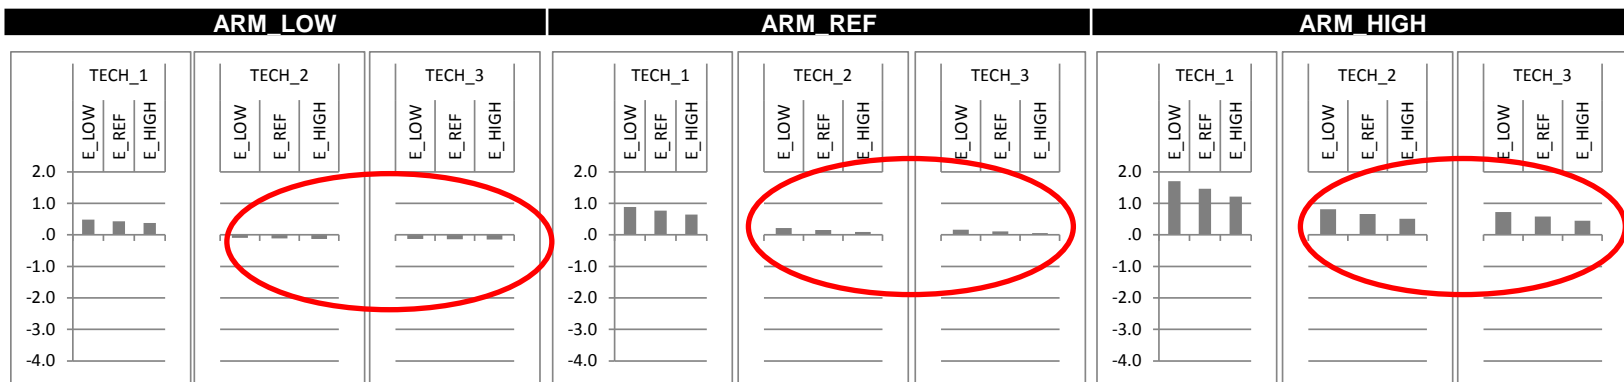 ARM_LOW ARM_REF ARM_HIGH
TECH_1 TECH_2 TECH_3 TECH_1 TECH_2 TECH_3 TECH_1 TECH_2 TECH_3
E_LOW E_REF E_HIGH E_LOW E_REF E_HIGH E_LOW E_REF E_HIGH E_LOW E_REF E_HIGH E_LOW E_REF E_HIGH E_LOW E_REF E_HIGH E_LOW E_REF E_HIGH E_LOW E_REF E_HIGH E_LOW E_REF E_HIGH
2.0 2.0 2.0
1.0 1.0 1.0
.0 .0 .0
-1.0 -1.0 -1.0
-2.0 -2.0 -2.0
-3.0 -3.0 -3.0
-4.0 -4.0 -4.0